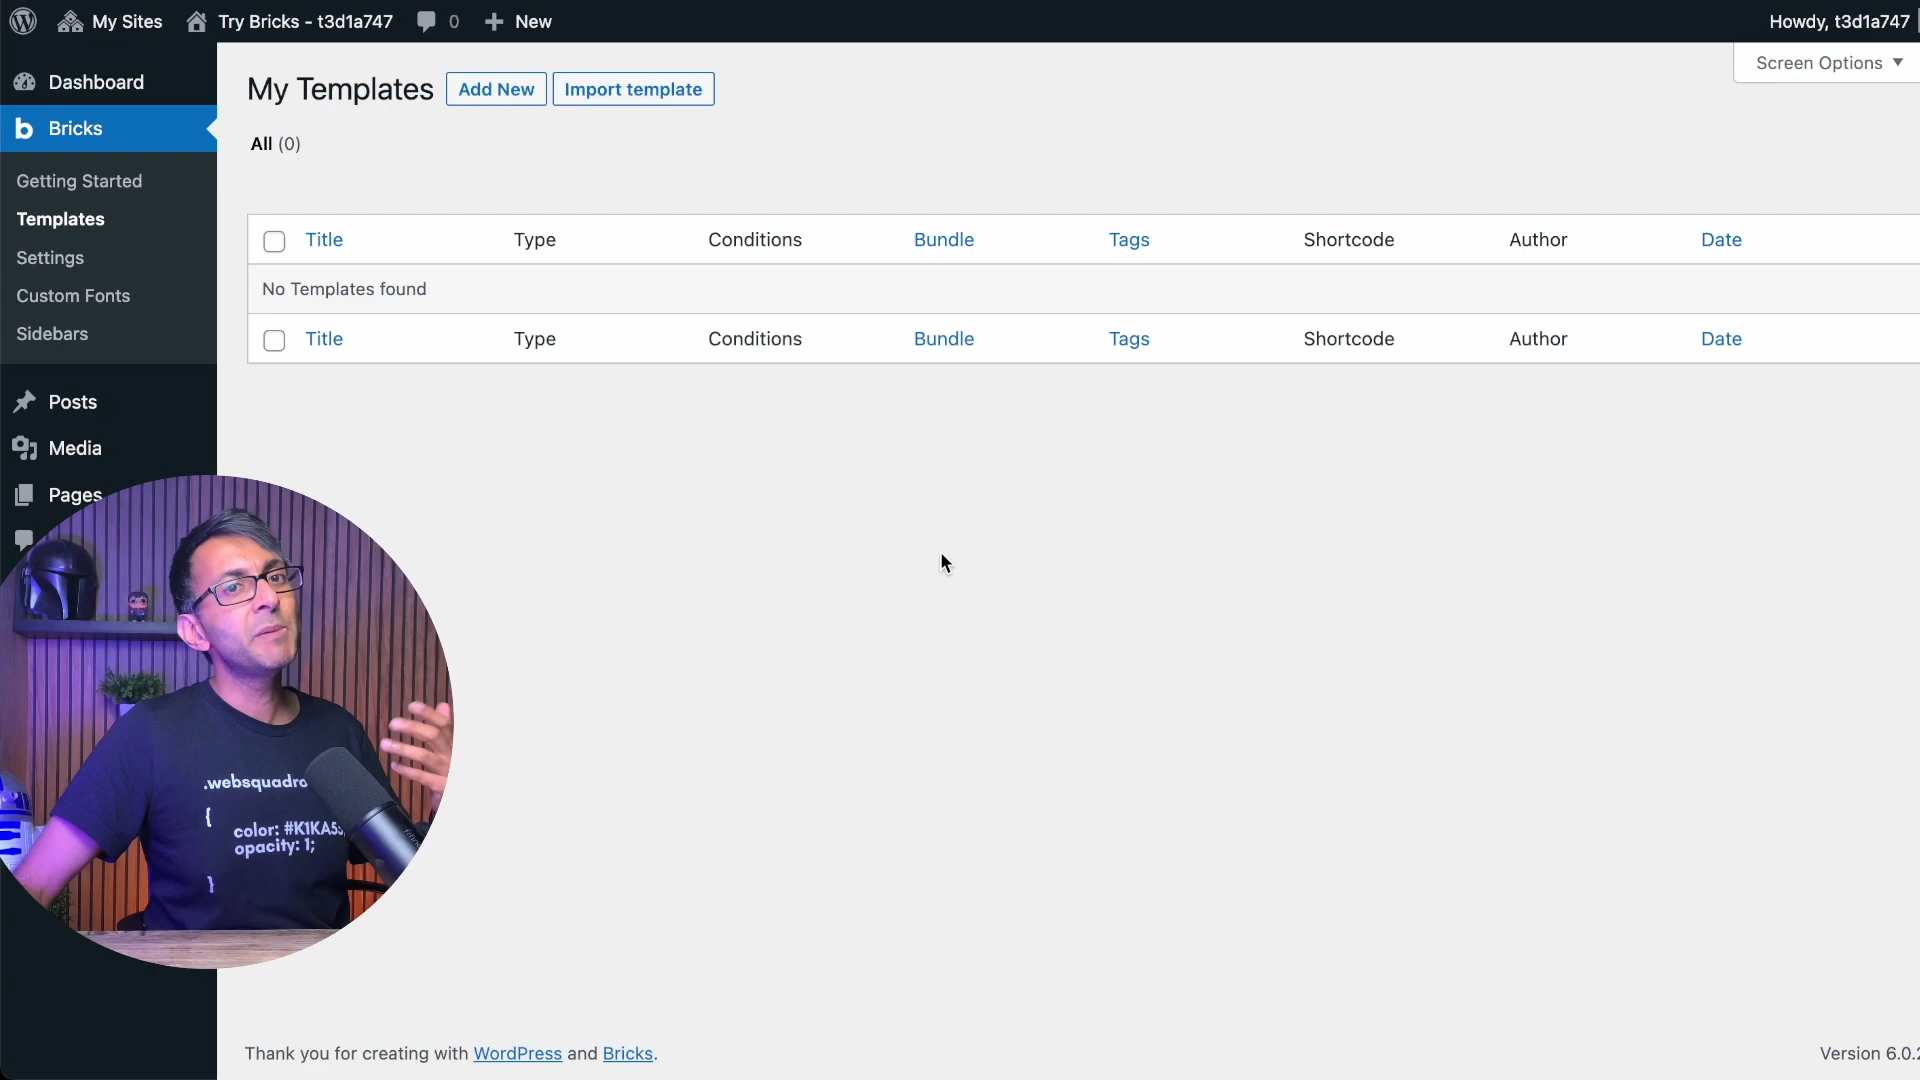 My Sites Try Bricks - t3d1a747 0 New Howdy, t3d1a747
Screen Options
Dashboard
Bricks
Getting Started
Templates
Settings
Custom Fonts
Sidebars
Posts
Media
Pages
My Templates Add New Import template
All (0)
Title Type Conditions Bundle Tags Shortcode Author Date
No Templates found
Title Type Conditions Bundle Tags Shortcode Author Date
.websquadro
{
color: #K1KA53
opacity: 1;
}
Thank you for creating with WordPress and Bricks. Version 6.0.2